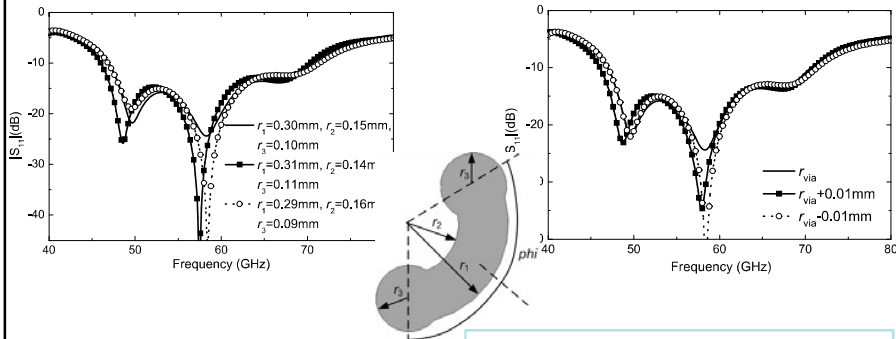 0
-10
-20
-30
-40
|S11|(dB)
r1=0.30mm, r2=0.15mm,
r3=0.10mm
r1=0.31mm, r2=0.14m
r3=0.11mm
r1=0.29mm, r2=0.16m
r3=0.09mm
40 50 60 70
Frequency (GHz)
r3
r2
r1
phi
r3
0
-10
-20
S11|(dB)
rvia
rvia+0.01mm
rvia-0.01mm
40 50 60 70 80
Frequency (GHz)